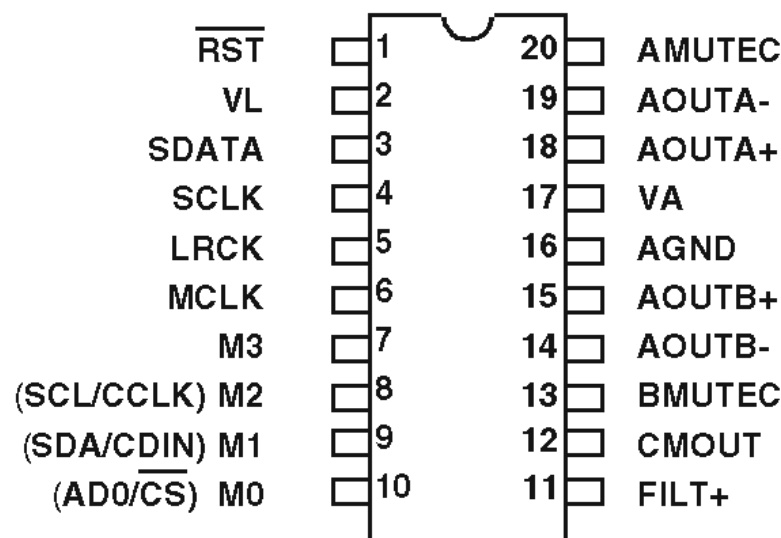 R̅S̅T̅ 1 20 AMUTEC
VL 2 19 AOUTA-
SDATA 3 18 AOUTA+
SCLK 4 17 VA
LRCK 5 16 AGND
MCLK 6 15 AOUTB+
M3 7 14 AOUTB-
(SCL/CCLK) M2 8 13 BMUTEC
(SDA/CDIN) M1 9 12 CMOUT
(AD0/C̅S̅) M0 10 11 FILT+